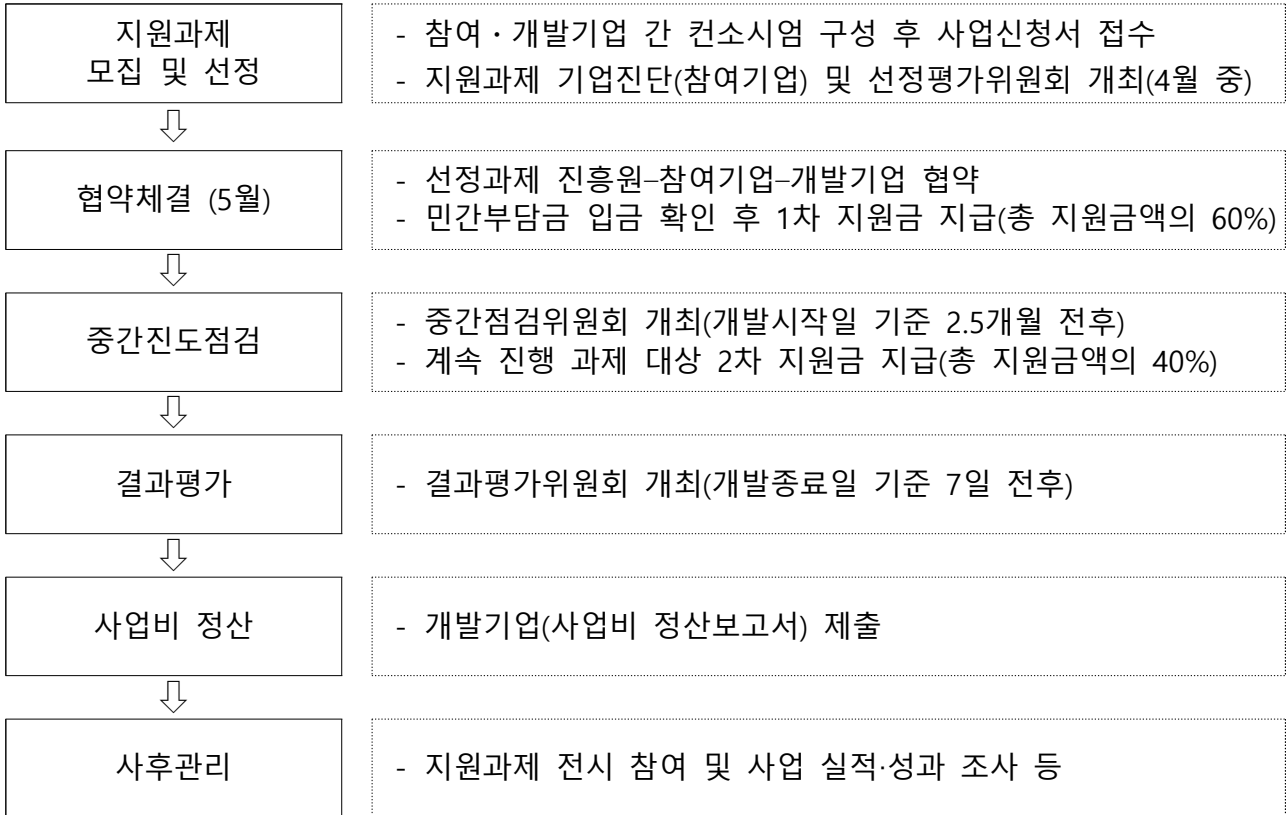 지원과제
모집 및 선정
- 참여・개발기업 간 컨소시엄 구성 후 사업신청서 접수
- 지원과제 기업진단(참여기업) 및 선정평가위원회 개최(4월 중)
협약체결 (5월)
- 선정과제 진흥원–참여기업–개발기업 협약
- 민간부담금 입금 확인 후 1차 지원금 지급(총 지원금액의 60%)
중간진도점검
- 중간점검위원회 개최(개발시작일 기준 2.5개월 전후)
- 계속 진행 과제 대상 2차 지원금 지급(총 지원금액의 40%)
결과평가
- 결과평가위원회 개최(개발종료일 기준 7일 전후)
사업비 정산
- 개발기업(사업비 정산보고서) 제출
사후관리
- 지원과제 전시 참여 및 사업 실적·성과 조사 등